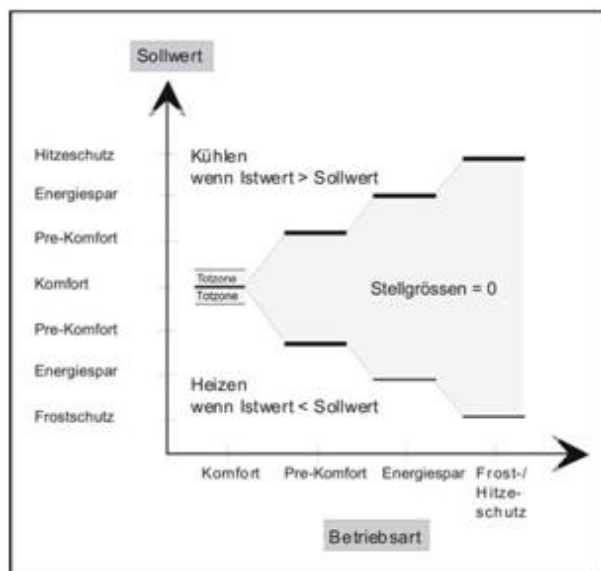 Sollwert
Hitzeschutz
Energiespar
Pre-Komfort
Komfort
Pre-Komfort
Energiespar
Frostschutz
Kühlen
wenn Istwert > Sollwert
Totzone
Totzone
Stellgrössen = 0
Heizen
wenn Istwert < Sollwert
Komfort
Pre-Komfort
Energiespar
Frost-/
Hitze-
schutz
Betriebsart